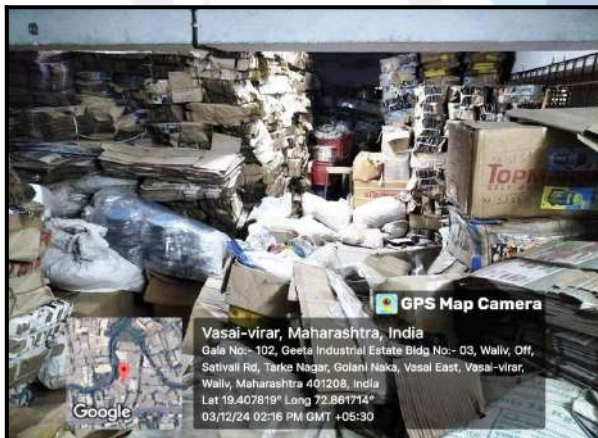 TOPM
GPS Map Camera
Vasai-virar, Maharashtra, India
Gala No:- 102, Geeta Industrial Estate Bldg No:- 03, Waliv, Off,
Sativali Rd, Tarke Nagar, Golani Naka, Vasai East, Vasai-virar,
Waliv, Maharashtra 401208, India
Lat 19.407819° Long 72.861714°
03/12/24 02:16 PM GMT +05:30
Google